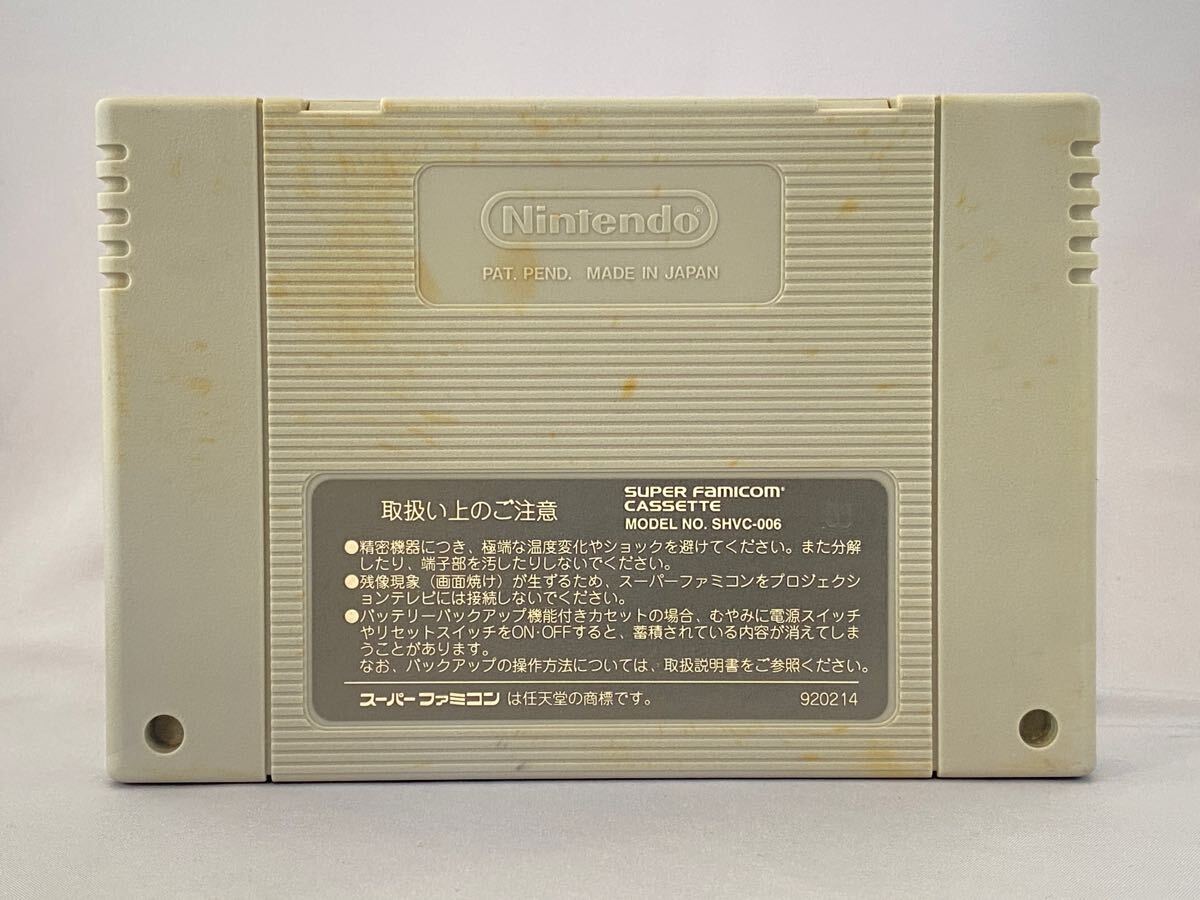 Nintendo®
PAT. PEND. MADE IN JAPAN
取扱い上のご注意
SUPER FAMICOM
CASSETTE
MODEL NO. SHVC-006
●精密機器につき、極端な温度変化やショックを避けてください。また分解
したり、端子部を汚したりしないでください。
●残像現象（画面焼け）が生ずるため、スーパーファミコンをプロジェクシ
ョンテレビには接続しないでください。
●バッテリーバックアップ機能付きカセットの場合、むやみに電源スイッチ
やリセットスイッチをON·OFFすると、蓄積されている内容が消えてしま
うことがあります。
なお、バックアップの操作方法については、取扱説明書をご参照ください。
スーパーファミコン は任天堂の商標です。 920214